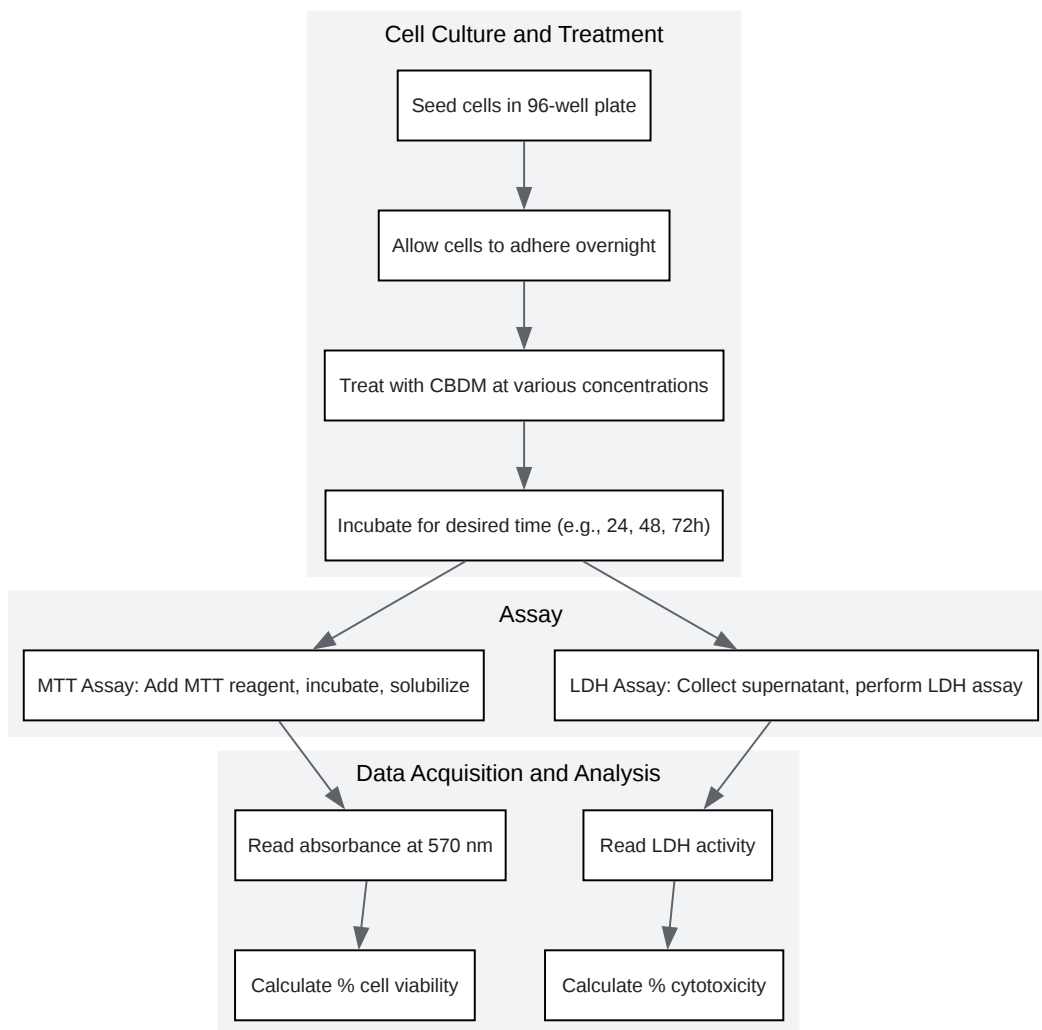 Cell Culture and Treatment
Seed cells in 96-well plate
Allow cells to adhere overnight
Treat with CBDM at various concentrations
Incubate for desired time (e.g., 24, 48, 72h)
Assay
MTT Assay: Add MTT reagent, incubate, solubilize
LDH Assay: Collect supernatant, perform LDH assay
Data Acquisition and Analysis
Read absorbance at 570 nm
Read LDH activity
Calculate % cell viability
Calculate % cytotoxicity